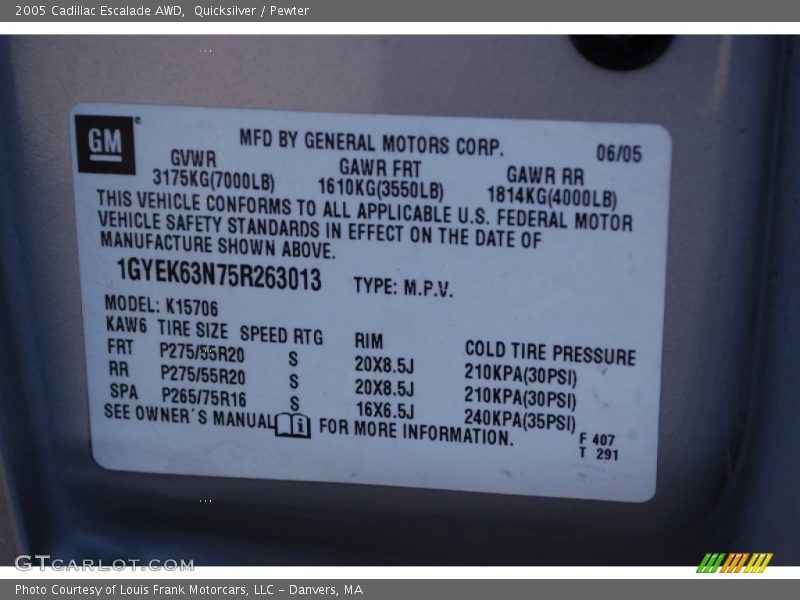 2005 Cadillac Escalade AWD, Quicksilver / Pewter
GM
MFD BY GENERAL MOTORS CORP. 06/05
GVWR GAWR FRT GAWR RR
3175KG(7000LB) 1610KG(3550LB) 1814KG(4000LB)
THIS VEHICLE CONFORMS TO ALL APPLICABLE U.S. FEDERAL MOTOR
VEHICLE SAFETY STANDARDS IN EFFECT ON THE DATE OF
MANUFACTURE SHOWN ABOVE.
1GYEK63N75R263013 TYPE: M.P.V.
MODEL: K15706
KAW6 TIRE SIZE SPEED RTG RIM COLD TIRE PRESSURE
FRT P275/55R20 S 20X8.5J 210KPA(30PSI)
RR P275/55R20 S 20X8.5J 210KPA(30PSI)
SPA P265/75R16 S 16X6.5J 240KPA(35PSI)
SEE OWNER'S MANUAL i FOR MORE INFORMATION.
F 407
T 291
GTCARLOT.COM
Photo Courtesy of Louis Frank Motorcars, LLC – Danvers, MA